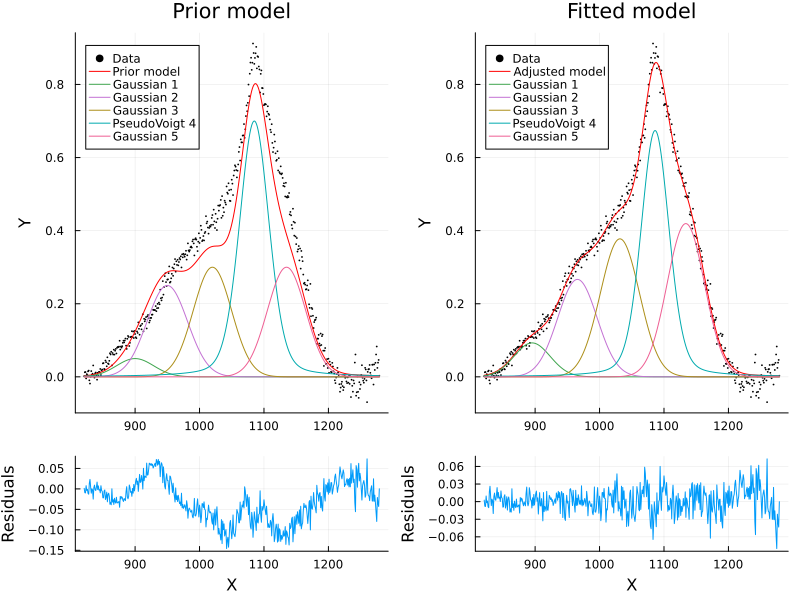 Prior model
Fitted model
Data
Prior model
Gaussian 1
Gaussian 2
Gaussian 3
PseudoVoigt 4
Gaussian 5
Data
Adjusted model
Gaussian 1
Gaussian 2
Gaussian 3
PseudoVoigt 4
Gaussian 5
Y
0.8
0.6
0.4
0.2
0.0
900
1000
1100
1200
Y
0.8
0.6
0.4
0.2
0.0
900
1000
1100
1200
Residuals
0.05
0.00
−0.05
−0.10
−0.15
900
1000
1100
1200
X
Residuals
0.06
0.03
0.00
−0.03
−0.06
900
1000
1100
1200
X